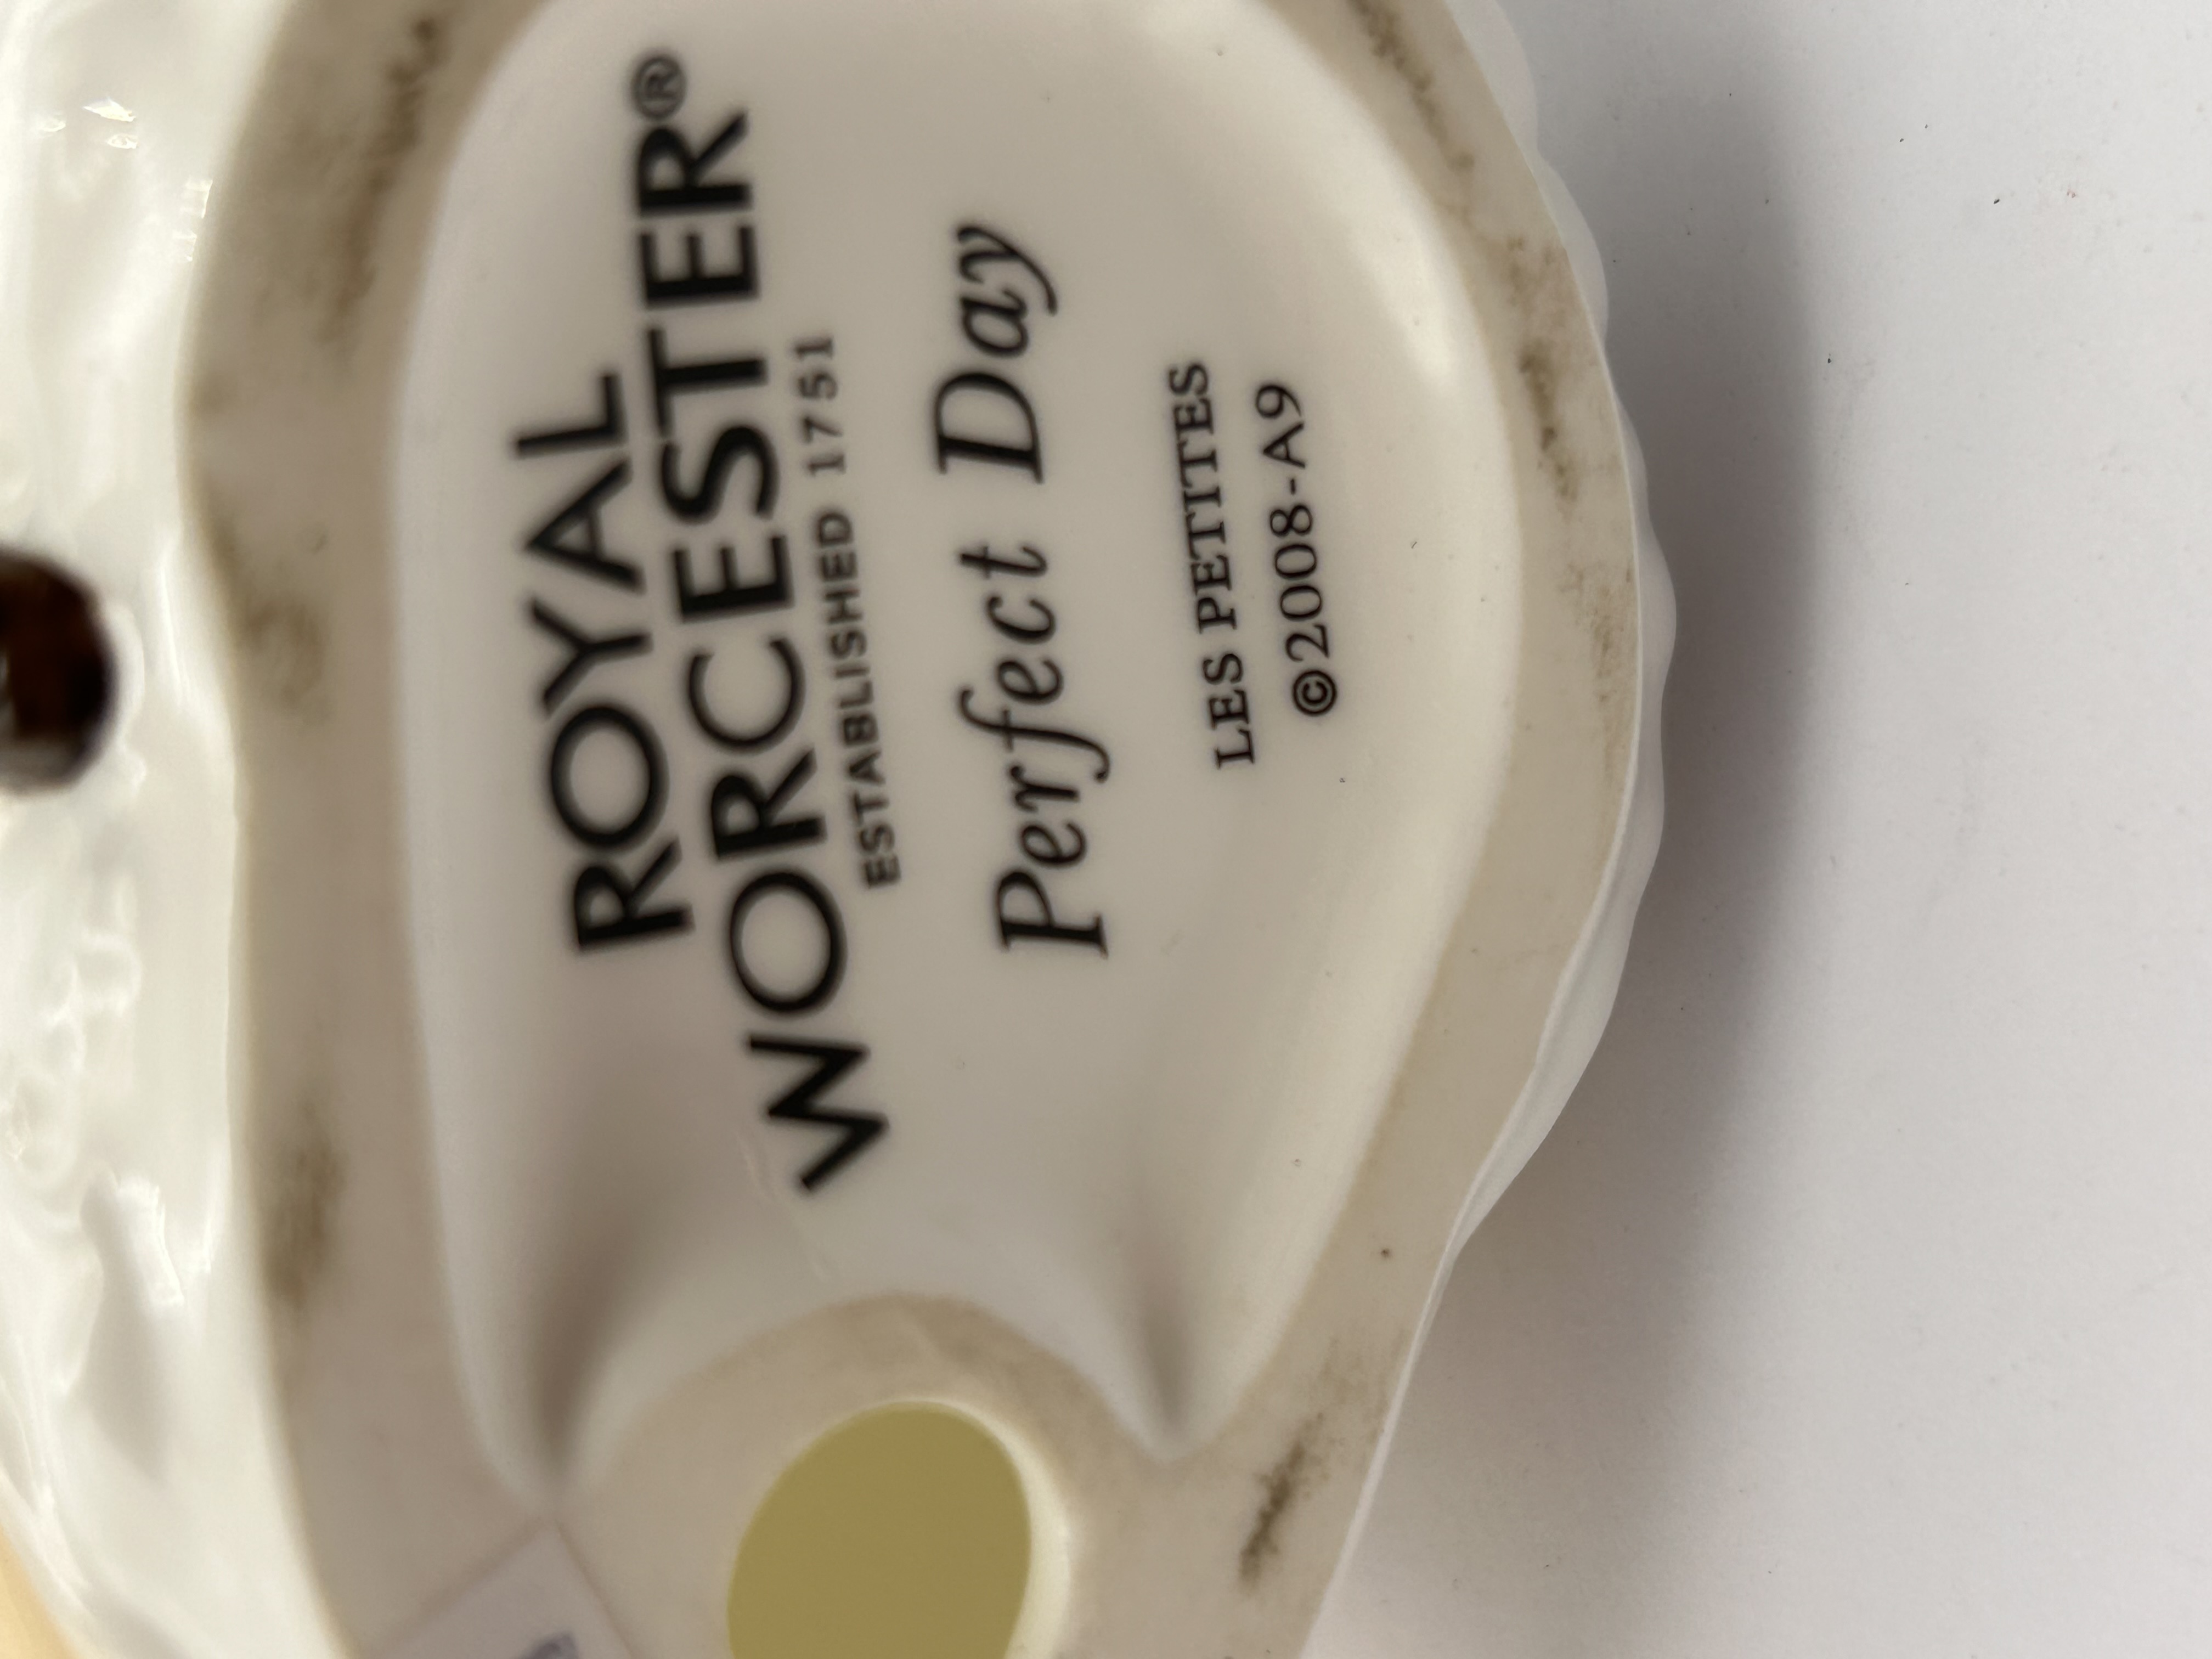 ROYAL
WORCESTER®
ESTABLISHED 1751
Perfect Day
LES PETITES
©2008-A9